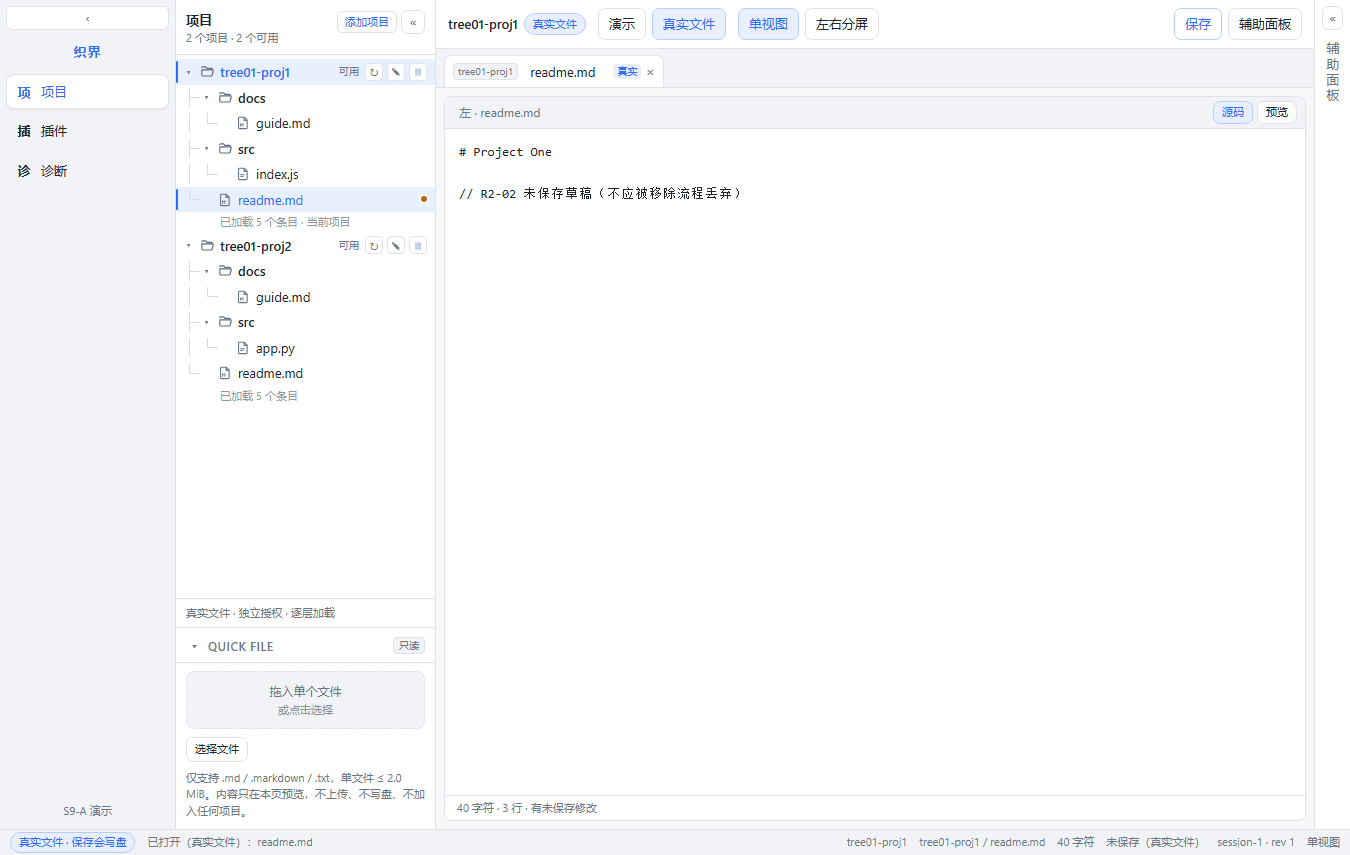 ‹
织界
项 项目
插 插件
诊 诊断
S9-A 演示
项目
2 个项目 · 2 个可用
添加项目 «
tree01-proj1 可用
docs
guide.md
src
index.js
readme.md
已加载 5 个条目 · 当前项目
tree01-proj2 可用
docs
guide.md
src
app.py
readme.md
已加载 5 个条目
真实文件 · 独立授权 · 逐层加载
QUICK FILE 只读
拖入单个文件
或点击选择
选择文件
仅支持 .md / .markdown / .txt，单文件 ≤ 2.0
MiB。内容只在本页预览，不上传、不写盘、不加
入任何项目。
tree01-proj1 真实文件 演示 真实文件 单视图 左右分屏 保存 辅助面板
tree01-proj1 readme.md 真实 ×
左 · readme.md 源码 预览
# Project One
// R2-02 未保存草稿（不应被移除流程丢弃）
40 字符 · 3 行 · 有未保存修改
«
辅助面板
真实文件 · 保存会写盘 已打开（真实文件）：readme.md tree01-proj1 tree01-proj1 / readme.md 40 字符 未保存（真实文件） session-1 · rev 1 单视图